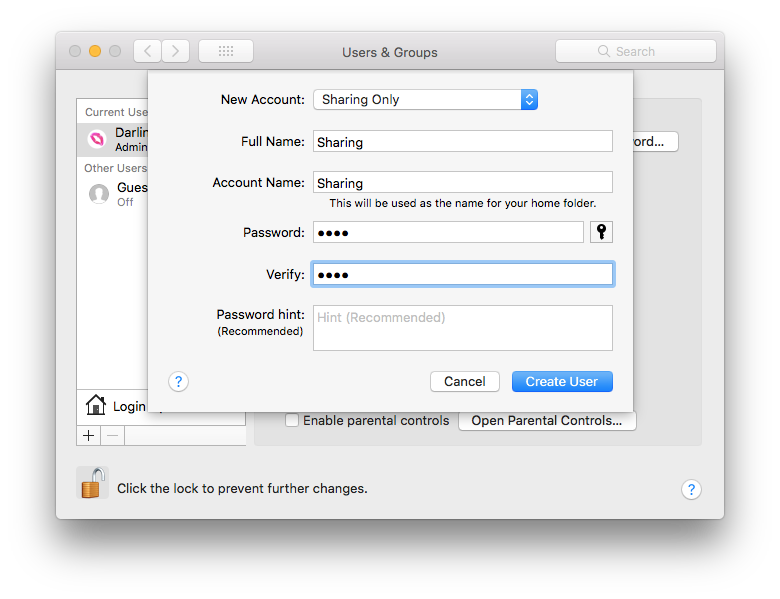 Users & Groups
Search
New Account: Sharing Only
Current Use
Full Name: Sharing
Darlin
Admin
ord...
Other Users
Account Name: Sharing
Gues
Off
This will be used as the name for your home folder.
Password: ●●●●
Verify: ●●●●
Password hint: Hint (Recommended)
(Recommended)
?
Cancel
Create User
Login
Enable parental controls
Open Parental Controls...
+ —
Click the lock to prevent further changes.
?